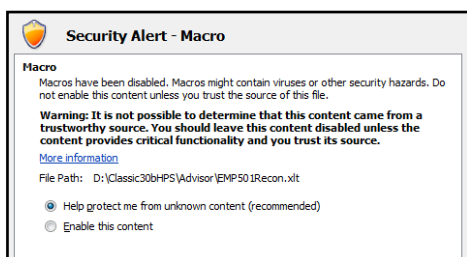 Security Alert - Macro
Macro
Macros have been disabled. Macros might contain viruses or other security hazards. Do
not enable this content unless you trust the source of this file.
Warning: It is not possible to determine that this content came from a
trustworthy source. You should leave this content disabled unless the
content provides critical functionality and you trust its source.
More information
File Path: D:\Classic30bHPS\Advisor\EMP501Recon.xlt
Help protect me from unknown content (recommended)
Enable this content